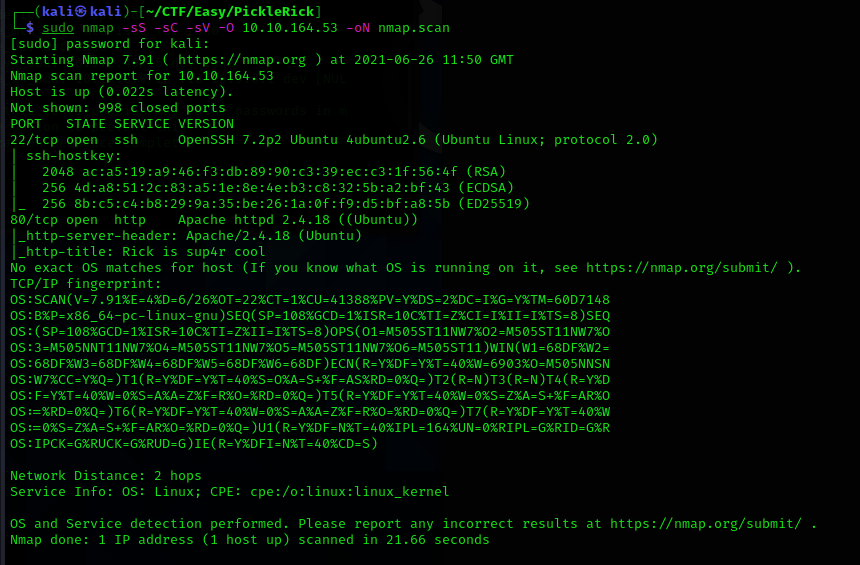 ┌──(kali㉿kali)-[~/CTF/Easy/PickleRick]
└─$ sudo nmap -sS -sC -sV -O 10.10.164.53 -oN nmap.scan
[sudo] password for kali:
Starting Nmap 7.91 ( https://nmap.org ) at 2021-06-26 11:50 GMT
Nmap scan report for 10.10.164.53
Host is up (0.022s latency).
Not shown: 998 closed ports
PORT   STATE SERVICE VERSION
22/tcp open  ssh     OpenSSH 7.2p2 Ubuntu 4ubuntu2.6 (Ubuntu Linux; protocol 2.0)
| ssh-hostkey:
|   2048 ac:a5:19:a9:46:f3:db:89:90:c3:39:ec:c3:1f:56:4f (RSA)
|   256 4d:a8:51:2c:83:a5:1e:8e:4e:b3:c8:32:5b:a2:bf:43 (ECDSA)
|_  256 8b:c5:c4:b8:29:9a:35:be:26:1a:0f:f9:d5:bf:a8:5b (ED25519)
80/tcp open  http    Apache httpd 2.4.18 ((Ubuntu))
|_http-server-header: Apache/2.4.18 (Ubuntu)
|_http-title: Rick is sup4r cool
No exact OS matches for host (If you know what OS is running on it, see https://nmap.org/submit/ ).
TCP/IP fingerprint:
OS:SCAN(V=7.91%E=4%D=6/26%OT=22%CT=1%CU=41388%PV=Y%DS=2%DC=I%G=Y%TM=60D7148
OS:B%P=x86_64-pc-linux-gnu)SEQ(SP=108%GCD=1%ISR=10C%TI=Z%CI=I%II=I%TS=8)SEQ
OS:(SP=108%GCD=1%ISR=10C%TI=Z%II=I%TS=8)OPS(O1=M505ST11NW7%O2=M505ST11NW7%O
OS:3=M505NNT11NW7%O4=M505ST11NW7%O5=M505ST11NW7%O6=M505ST11)WIN(W1=68DF%W2=
OS:68DF%W3=68DF%W4=68DF%W5=68DF%W6=68DF)ECN(R=Y%DF=Y%T=40%W=6903%O=M505NNSN
OS:W7%CC=Y%Q=)T1(R=Y%DF=Y%T=40%S=O%A=S+%F=AS%RD=0%Q=)T2(R=N)T3(R=N)T4(R=Y%D
OS:F=Y%T=40%W=0%S=A%A=Z%F=R%O=%RD=0%Q=)T5(R=Y%DF=Y%T=40%W=0%S=Z%A=S+%F=AR%O
OS:=%RD=0%Q=)T6(R=Y%DF=Y%T=40%W=0%S=A%A=Z%F=R%O=%RD=0%Q=)T7(R=Y%DF=Y%T=40%W
OS:=0%S=Z%A=S+%F=AR%O=%RD=0%Q=)U1(R=Y%DF=N%T=40%IPL=164%UN=0%RIPL=G%RID=G%R
OS:IPCK=G%RUCK=G%RUD=G)IE(R=Y%DFI=N%T=40%CD=S)
Network Distance: 2 hops
Service Info: OS: Linux; CPE: cpe:/o:linux:linux_kernel
OS and Service detection performed. Please report any incorrect results at https://nmap.org/submit/ .
Nmap done: 1 IP address (1 host up) scanned in 21.66 seconds